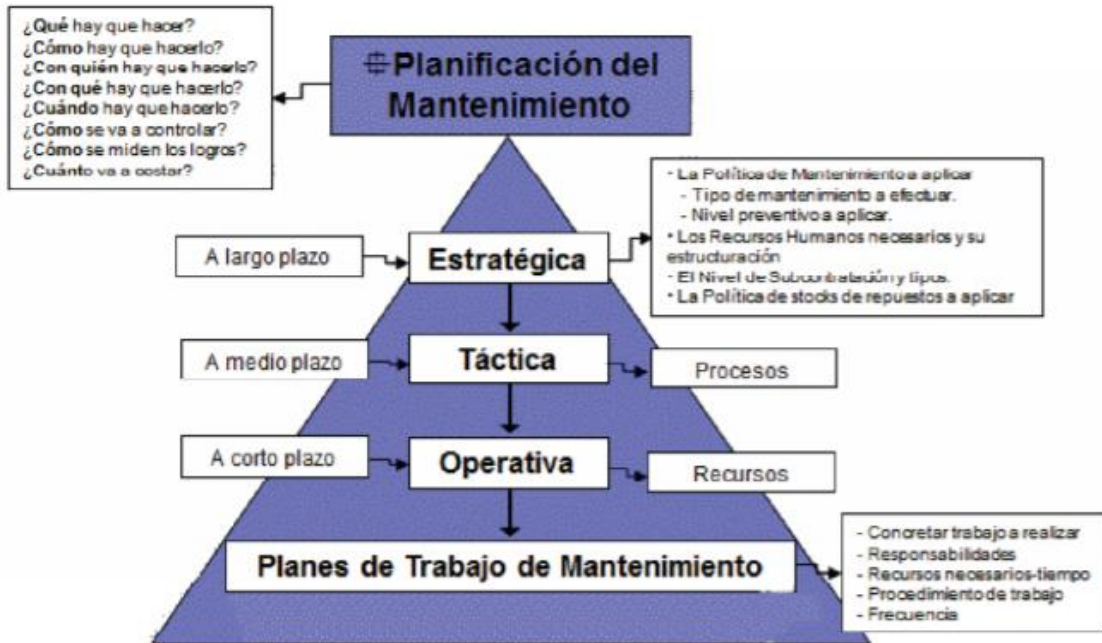 ¿Qué hay que hacer?
¿Cómo hay que hacerlo?
¿Con quién hay que hacerlo?
¿Con qué hay que hacerlo?
¿Cuándo hay que hacerlo?
¿Cómo se va a controlar?
¿Cómo se miden los logros?
¿Cuánto va a costar?
Planificación del
Mantenimiento
• La Política de Mantenimiento a aplicar
- Tipo de mantenimiento a efectuar.
- Nivel preventivo a aplicar.
• Los Recursos Humanos necesarios y su
estructuración
- El Nivel de Subcontratación y tipos.
• La Política de stocks de repuestos a aplicar
A largo plazo
Estratégica
A medio plazo
Táctica
Procesos
A corto plazo
Operativa
Recursos
Planes de Trabajo de Mantenimiento
- Concretar trabajo a realizar
- Responsabilidades
- Recursos necesarios-tiempo
- Procedimiento de trabajo
- Frecuencia